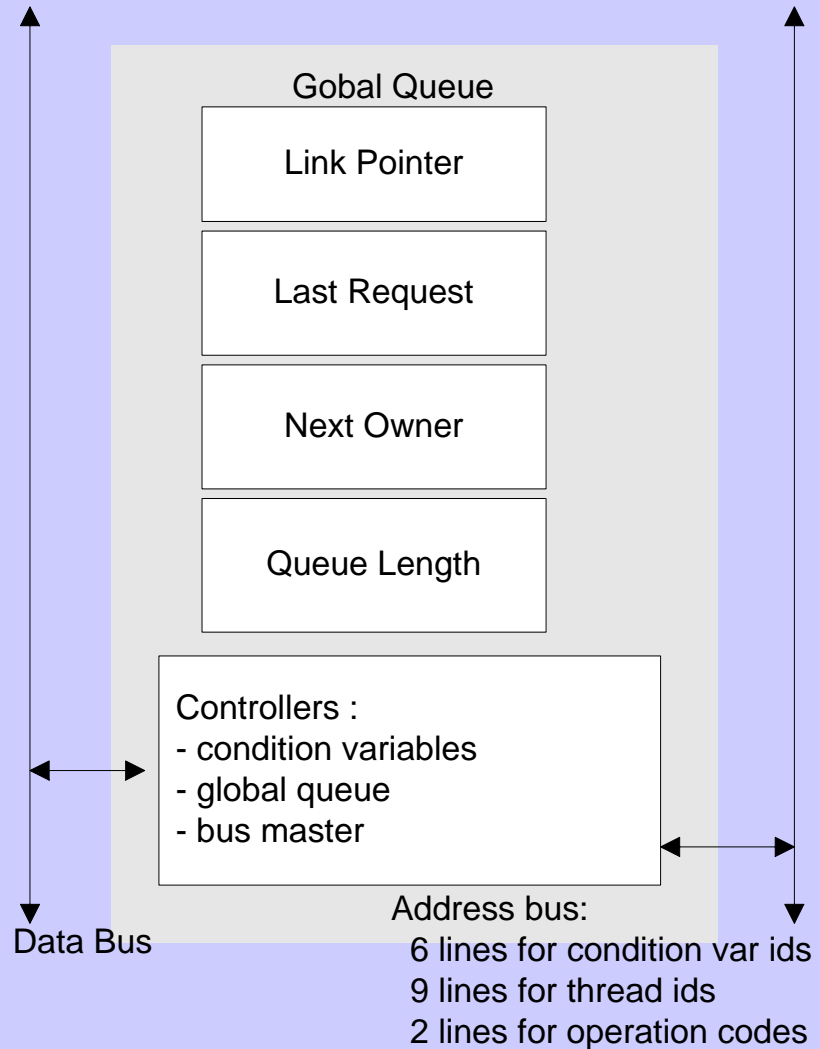 Gobal Queue
Link Pointer
Last Request
Next Owner
Queue Length
Controllers :
- condition variables
- global queue
- bus master
Data Bus
Address bus:
6 lines for condition var ids
9 lines for thread ids
2 lines for operation codes